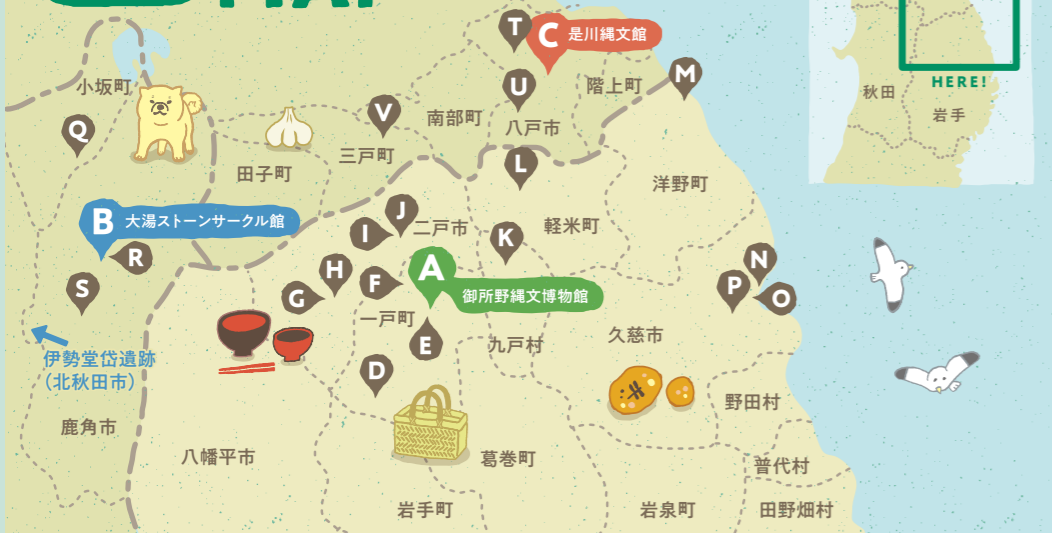 MAP
T
C 是川縄文館
M
小坂町
U
階上町
HERE!
秋田
V
南部町
岩手
Q
八戸市
三戸町
L
田子町
洋野町
B 大湯ストーンサークル館
J
I
二戸市
軽米町
K
R
H
A 御所野縄文博物館
N
S
G
F
P
O
一戸町
E
久慈市
九戸村
伊勢堂岱遺跡
(北秋田市)
D
野田村
鹿角市
八幡平市
葛巻町
普代村
岩手町
岩泉町
田野畑村